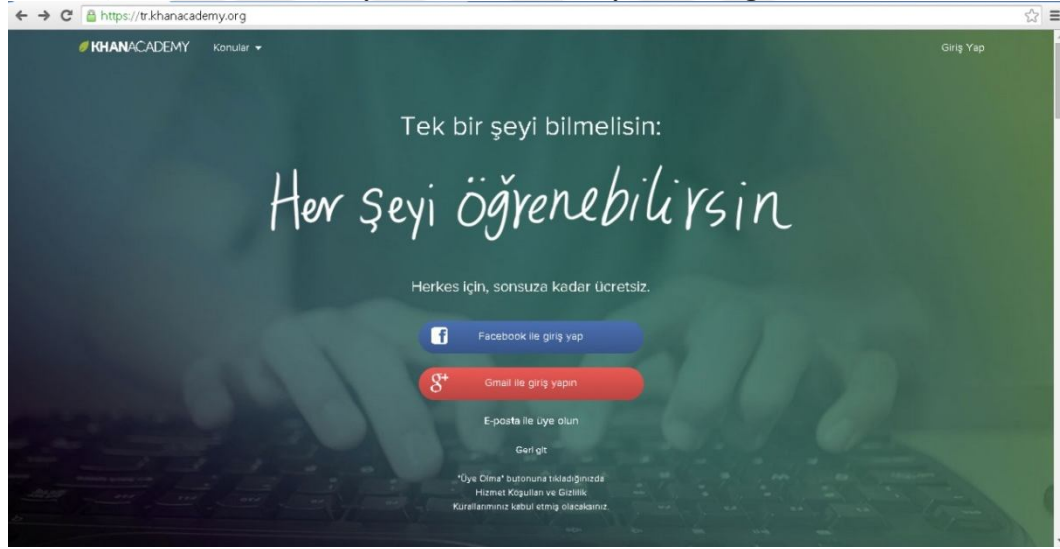 https://tr.khanacademy.org
KHANACADEMY Konular Giriş Yap
Tek bir şeyi bilmelisin:
Her şeyi öğrenebilirsin
Herkes için, sonsuza kadar ücretsiz.
f Facebook ile giriş yap
g+ Gmail ile giriş yapın
E-posta ile üye olun
Geri git
"Üye Olma" butonuna tıkladığınızda
Hizmet Koşulları ve Gizlilik
Kurallarımınız kabul etmiş olacaksınız.